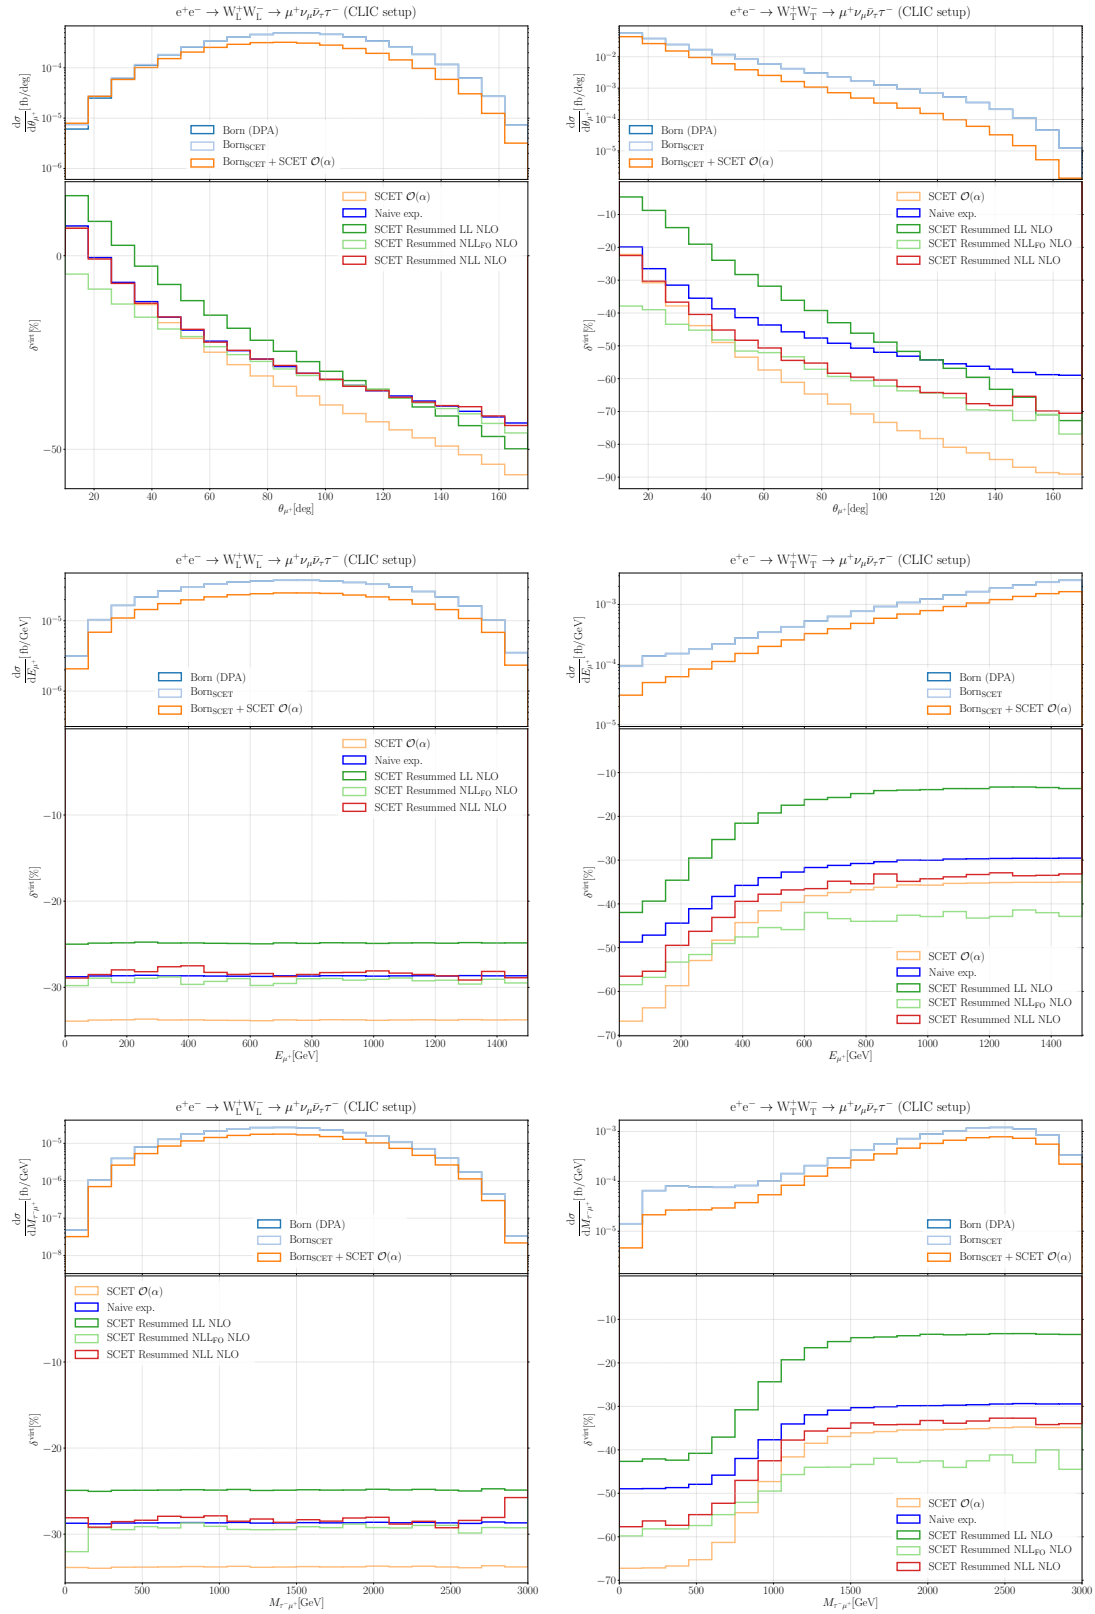 e⁺e⁻ → W_L⁺W_L⁻ → μ⁺ν_μν̄_ττ⁻ (CLIC setup)
dσ/dθ_μ⁺ [fb/deg]
10⁻⁴
10⁻⁵
10⁻⁶
Born (DPA)
Born_SCET
Born_SCET + SCET 𝒪(α)
SCET 𝒪(α)
Naive exp.
SCET Resummed LL NLO
SCET Resummed NLL_FO NLO
SCET Resummed NLL NLO
δ^virt[%]
0
−50
20 40 60 80 100 120 140 160
θ_μ⁺[deg]
e⁺e⁻ → W_T⁺W_T⁻ → μ⁺ν_μν̄_ττ⁻ (CLIC setup)
dσ/dθ_μ⁺ [fb/deg]
10⁻²
10⁻³
10⁻⁴
10⁻⁵
Born (DPA)
Born_SCET
Born_SCET + SCET 𝒪(α)
SCET 𝒪(α)
Naive exp.
SCET Resummed LL NLO
SCET Resummed NLL_FO NLO
SCET Resummed NLL NLO
δ^virt[%]
−10
−20
−30
−40
−50
−60
−70
−80
−90
20 40 60 80 100 120 140 160
θ_μ⁺[deg]
e⁺e⁻ → W_L⁺W_L⁻ → μ⁺ν_μν̄_ττ⁻ (CLIC setup)
dσ/dE_μ⁺ [fb/GeV]
10⁻⁵
10⁻⁶
Born (DPA)
Born_SCET
Born_SCET + SCET 𝒪(α)
SCET 𝒪(α)
Naive exp.
SCET Resummed LL NLO
SCET Resummed NLL_FO NLO
SCET Resummed NLL NLO
δ^virt[%]
−10
−20
−30
0 200 400 600 800 1000 1200 1400
E_μ⁺[GeV]
e⁺e⁻ → W_T⁺W_T⁻ → μ⁺ν_μν̄_ττ⁻ (CLIC setup)
dσ/dE_μ⁺ [fb/GeV]
10⁻³
10⁻⁴
10⁻⁵
Born (DPA)
Born_SCET
Born_SCET + SCET 𝒪(α)
δ^virt[%]
−10
−20
−30
−40
−50
−60
−70
SCET 𝒪(α)
Naive exp.
SCET Resummed LL NLO
SCET Resummed NLL_FO NLO
SCET Resummed NLL NLO
0 200 400 600 800 1000 1200 1400
E_μ⁺[GeV]
e⁺e⁻ → W_L⁺W_L⁻ → μ⁺ν_μν̄_ττ⁻ (CLIC setup)
dσ/dM_τ⁻μ⁺ [fb/GeV]
10⁻⁵
10⁻⁶
10⁻⁷
10⁻⁸
Born (DPA)
Born_SCET
Born_SCET + SCET 𝒪(α)
SCET 𝒪(α)
Naive exp.
SCET Resummed LL NLO
SCET Resummed NLL_FO NLO
SCET Resummed NLL NLO
δ^virt[%]
−10
−20
−30
0 500 1000 1500 2000 2500 3000
M_τ⁻μ⁺[GeV]
e⁺e⁻ → W_T⁺W_T⁻ → μ⁺ν_μν̄_ττ⁻ (CLIC setup)
dσ/dM_τ⁻μ⁺ [fb/GeV]
10⁻³
10⁻⁴
10⁻⁵
Born (DPA)
Born_SCET
Born_SCET + SCET 𝒪(α)
δ^virt[%]
−10
−20
−30
−40
−50
−60
−70
SCET 𝒪(α)
Naive exp.
SCET Resummed LL NLO
SCET Resummed NLL_FO NLO
SCET Resummed NLL NLO
0 500 1000 1500 2000 2500 3000
M_τ⁻μ⁺[GeV]